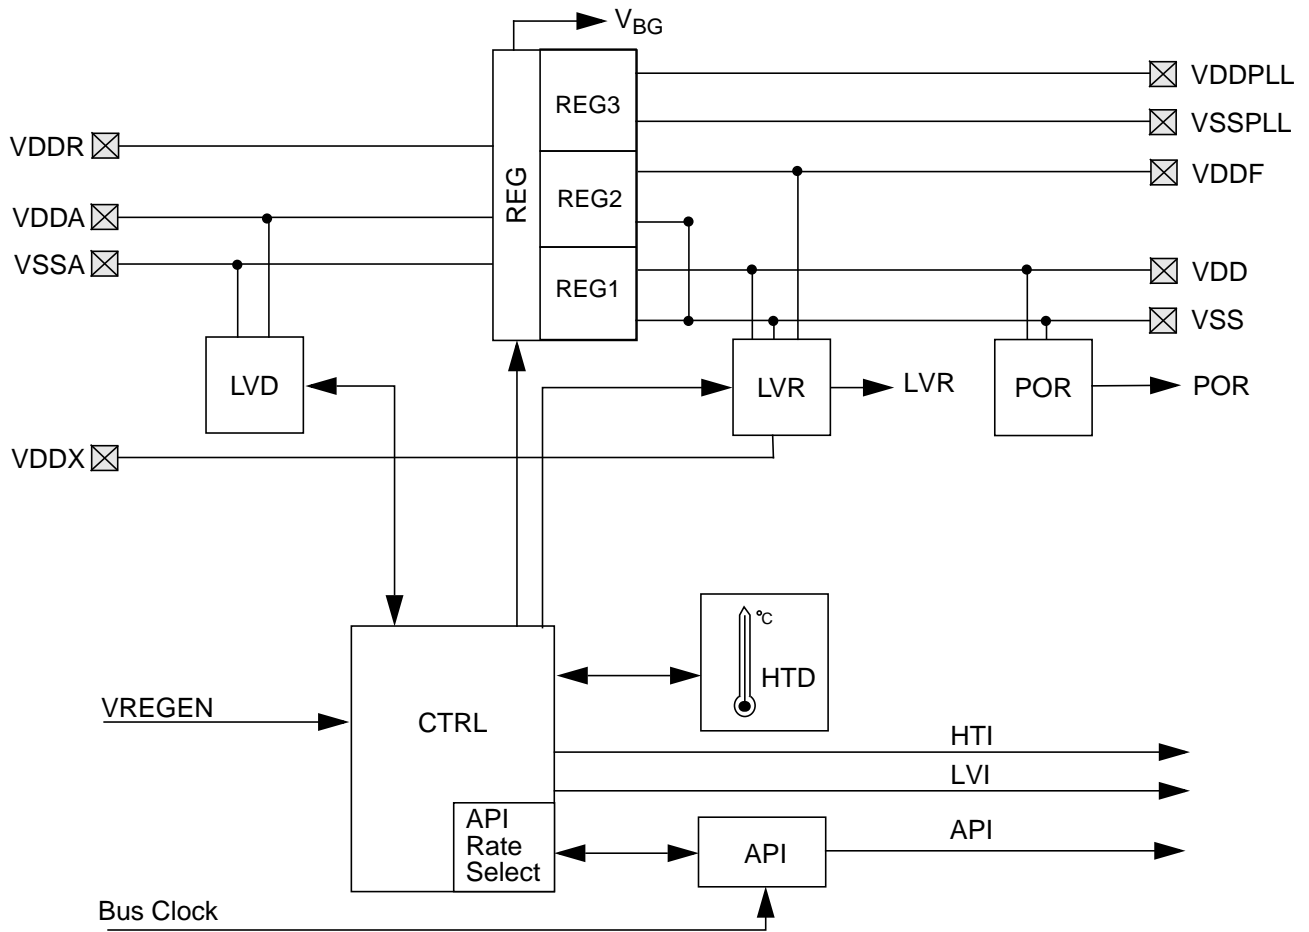 VBG
VDDPLL
REG3
VSSPLL
VDDR
VDDF
REG
REG2
VDDA
VSSA
VDD
REG1
VSS
LVD
LVR
LVR
POR
POR
VDDX
°C
HTD
VREGEN
CTRL
HTI
LVI
API
Rate
Select
API
API
Bus Clock